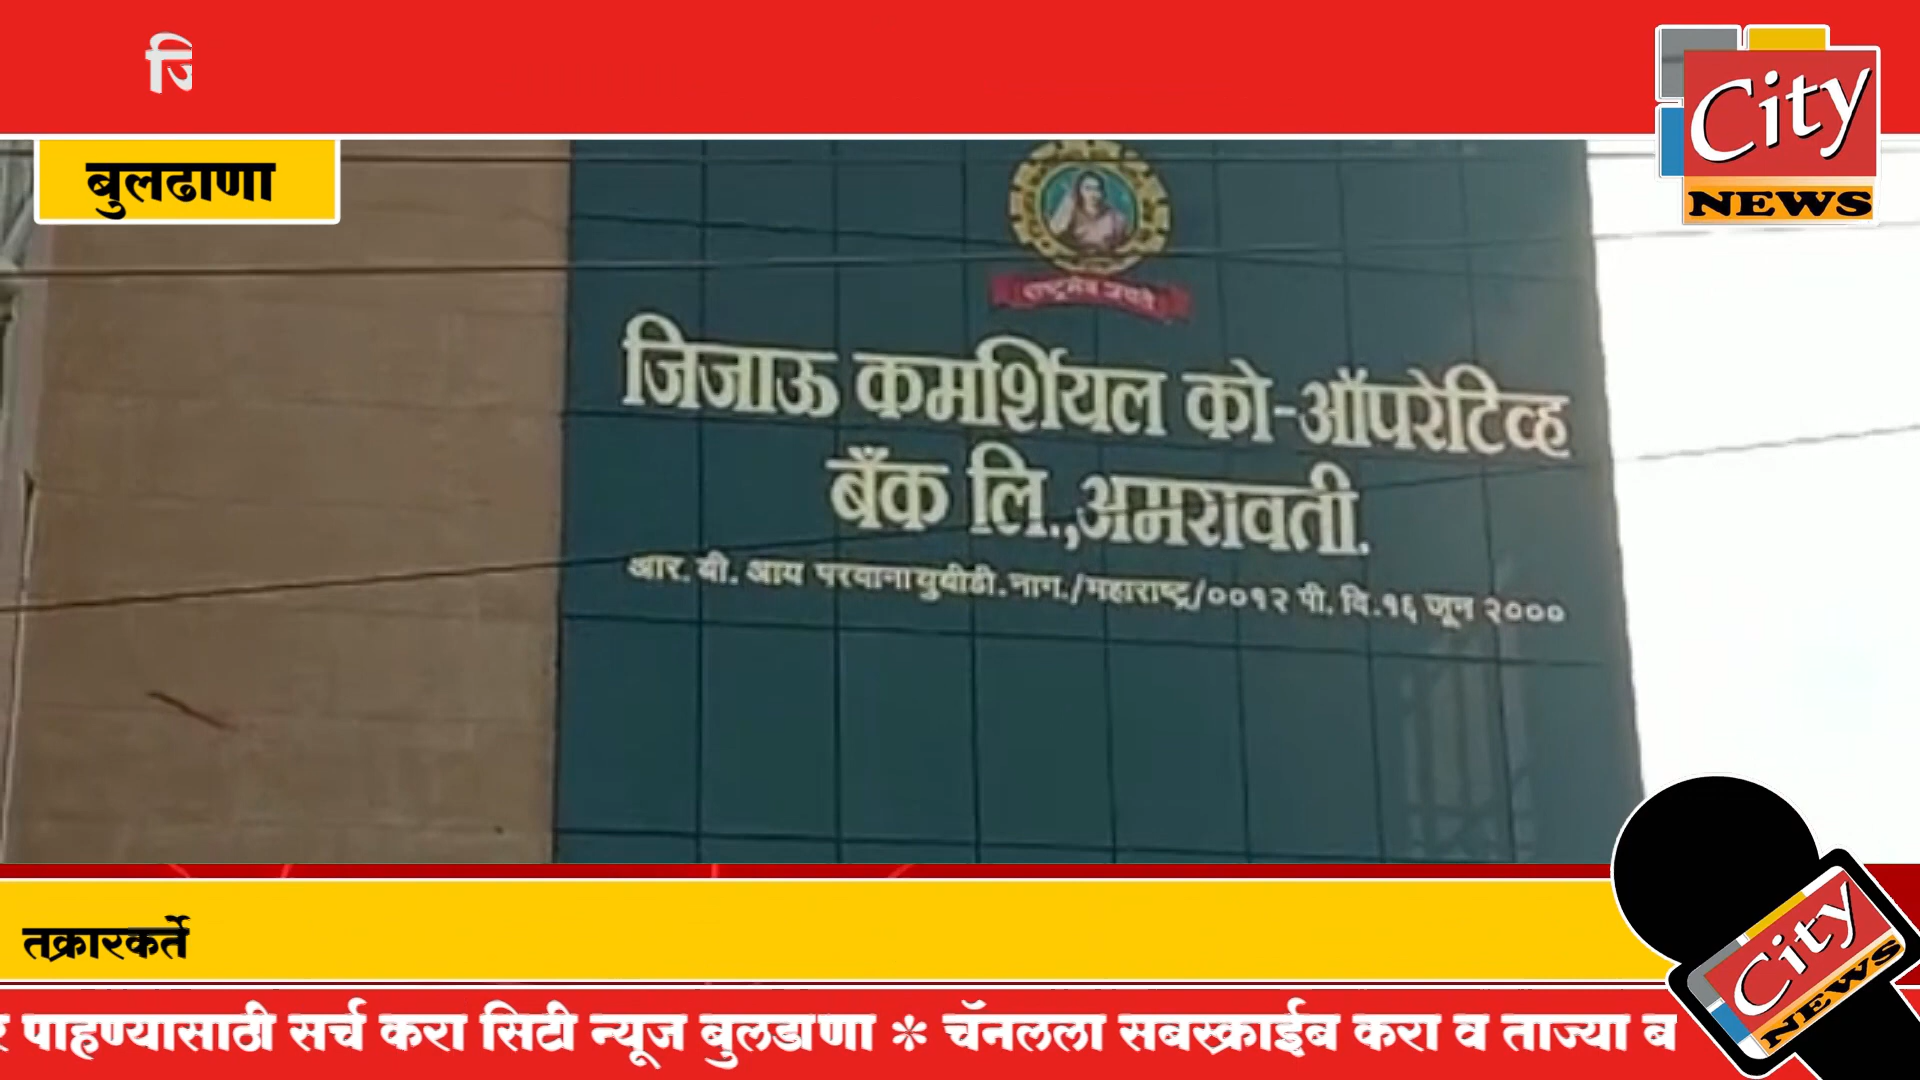 City
NEWS
बुलढाणा
जिजाऊ कमर्शियल को-ऑपरेटिव्ह
बँक लि.,अमरावती.
आर. बी. आय परवाना युबीडी. नाग./महाराष्ट्र/००१२ पी. दि. १६ जून २०००
तक्रारकर्ते
City
NEWS
पाहण्यासाठी सर्च करा सिटी न्यूज बुलडाणा * चॅनलला सबस्क्राईब करा व ताज्या ब